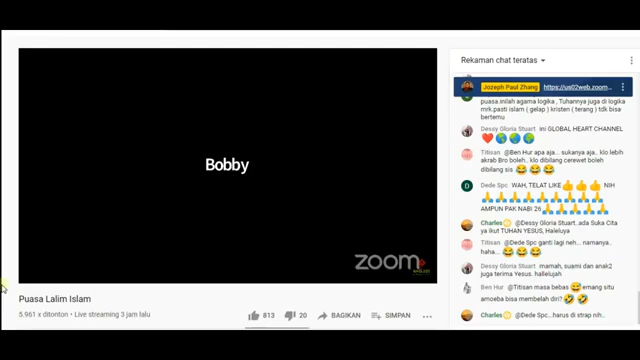 Bobby
zoom
Puasa Lalim Islam
5.961 x ditonton • Live streaming 3 jam lalu
813
20
BAGIKAN
SIMPAN
Rekaman chat teratas
Jozeph Paul Zhang https://us02web.zoom...
puasa.inilah agama logika , Tuhannya juga di logika
mrk.pasti islam ( gelap ) kristen ( terang ) tdk bisa
bertemu
Dessy Gloria Stuart ini GLOBAL HEART CHANNEL
❤️🌎🌎🌏
Titisan @Ben Hur apa aja... sukanya aja.. klo lebih
akrab Bro boleh.. klo dibilang cerewet boleh
dibilang sis 😂😂😂
Dede Spc WAH, TELAT LIKE👍👍👍 NIH
🙏🙏🙏🙏🙏🙏🙏🙏🙏
AMPUN PAK NABI 26🙏🙏🙏🙏🙏
Charles @Dessy Gloria Stuart. ada Suka Cita
ya ikut TUHAN YESUS, Haleluya
Titisan @Dede Spc ganti lagi neh.. namanya..
haha... 😂😂😂
Dessy Gloria Stuart mamah, suami dan anak2
juga terima Yesus. hallelujah
Ben Hur @Titisan masa bebas 😅emang situ
amoeba bisa membelah diri? 🤣🤣
Charles @Dede Spc...harus di strap nih..